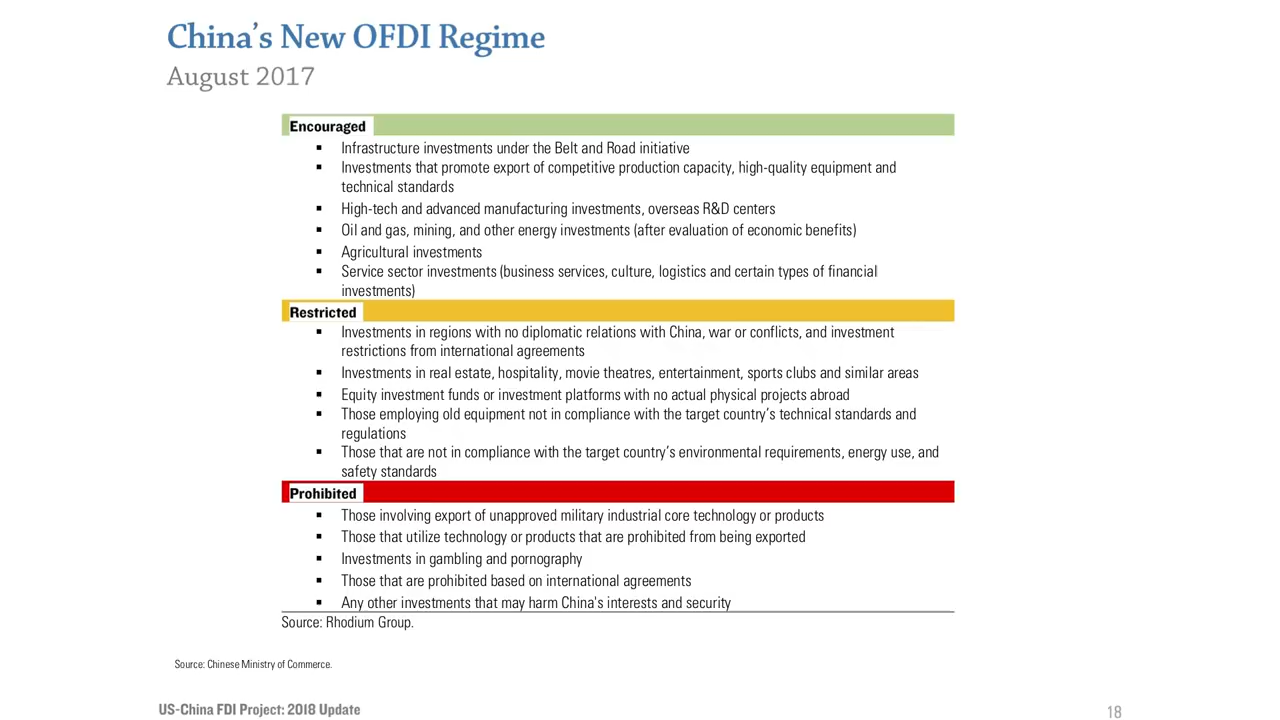 China's New OFDI Regime
August 2017
Encouraged
▪ Infrastructure investments under the Belt and Road initiative
▪ Investments that promote export of competitive production capacity, high-quality equipment and
technical standards
▪ High-tech and advanced manufacturing investments, overseas R&D centers
▪ Oil and gas, mining, and other energy investments (after evaluation of economic benefits)
▪ Agricultural investments
▪ Service sector investments (business services, culture, logistics and certain types of financial
investments)
Restricted
▪ Investments in regions with no diplomatic relations with China, war or conflicts, and investment
restrictions from international agreements
▪ Investments in real estate, hospitality, movie theatres, entertainment, sports clubs and similar areas
▪ Equity investment funds or investment platforms with no actual physical projects abroad
▪ Those employing old equipment not in compliance with the target country's technical standards and
regulations
▪ Those that are not in compliance with the target country's environmental requirements, energy use, and
safety standards
Prohibited
▪ Those involving export of unapproved military industrial core technology or products
▪ Those that utilize technology or products that are prohibited from being exported
▪ Investments in gambling and pornography
▪ Those that are prohibited based on international agreements
▪ Any other investments that may harm China's interests and security
Source: Rhodium Group.
Source: Chinese Ministry of Commerce.
US-China FDI Project: 2018 Update
18